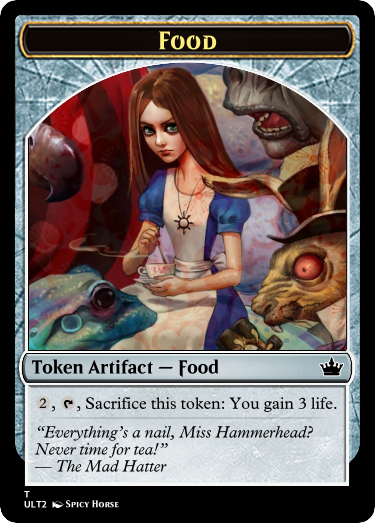 Food
Token Artifact — Food
2, T, Sacrifice this token: You gain 3 life.
“Everything’s a nail, Miss Hammerhead?
Never time for tea!”
— The Mad Hatter
T
ULT2 Spicy Horse